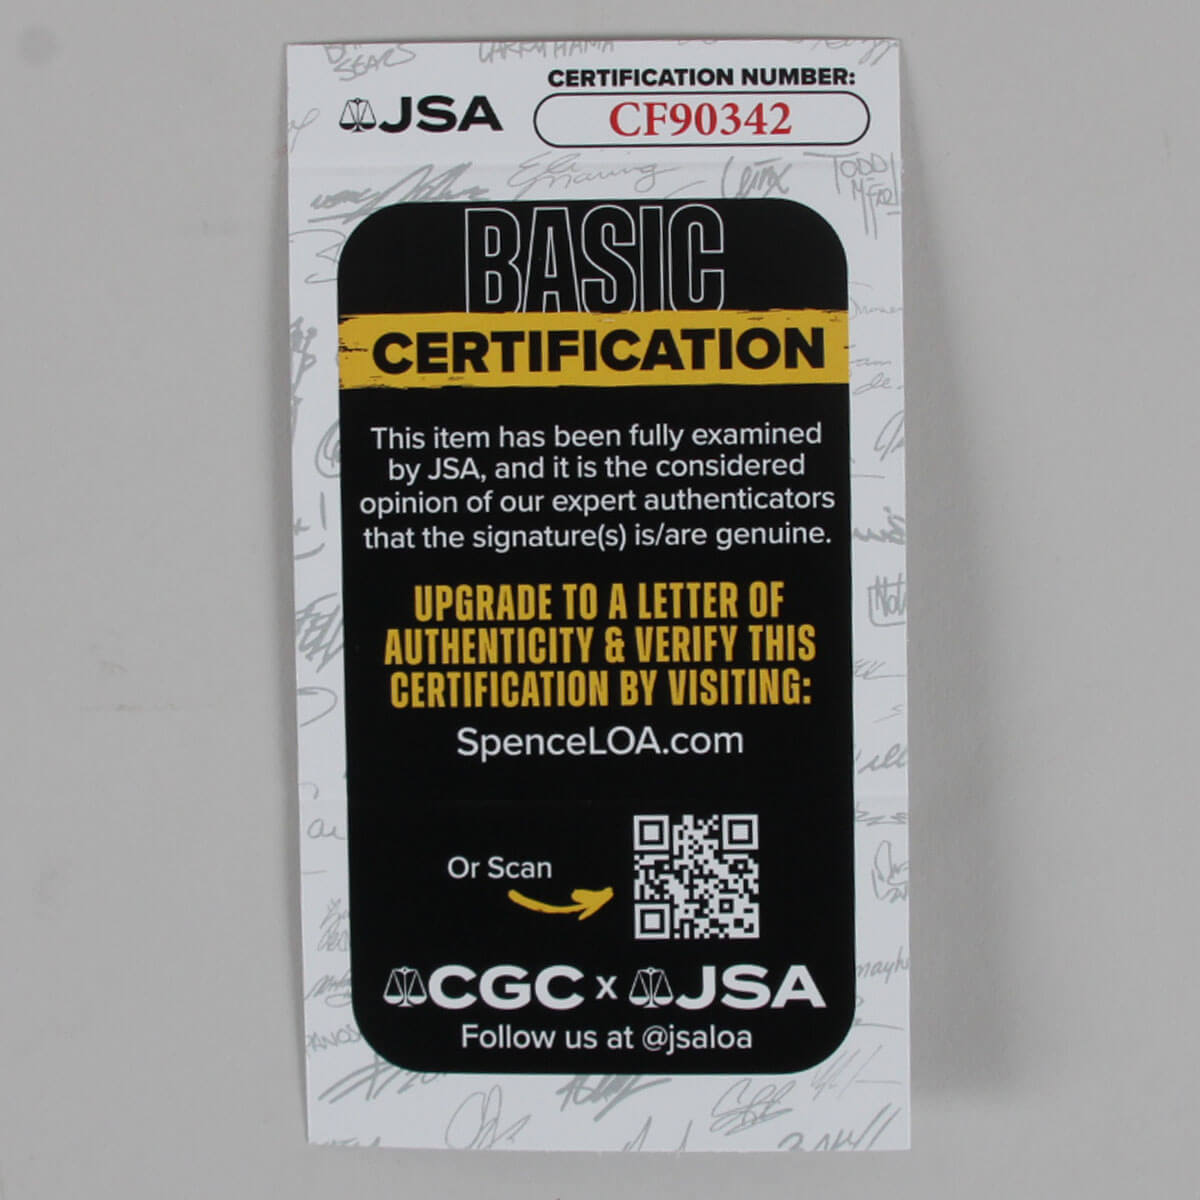 JSA
CERTIFICATION NUMBER:
CF90342
BASIC
CERTIFICATION
This item has been fully examined
by JSA, and it is the considered
opinion of our expert authenticators
that the signature(s) is/are genuine.
UPGRADE TO A LETTER OF
AUTHENTICITY & VERIFY THIS
CERTIFICATION BY VISITING:
SpenceLOA.com
Or Scan
CGC x JSA
Follow us at @jsaloa